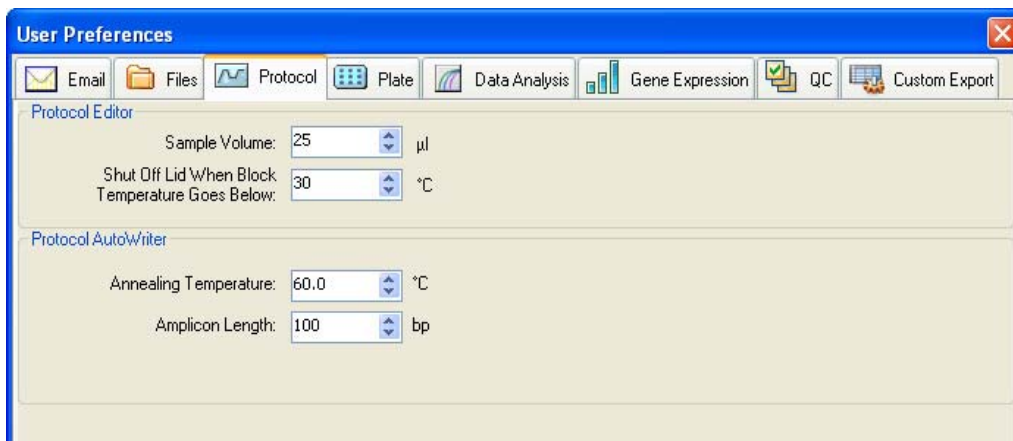 User Preferences
Email Files Protocol Plate Data Analysis Gene Expression QC Custom Export
Protocol Editor
Sample Volume: 25 µl
Shut Off Lid When Block
Temperature Goes Below: 30 °C
Protocol AutoWriter
Annealing Temperature: 60.0 °C
Amplicon Length: 100 bp